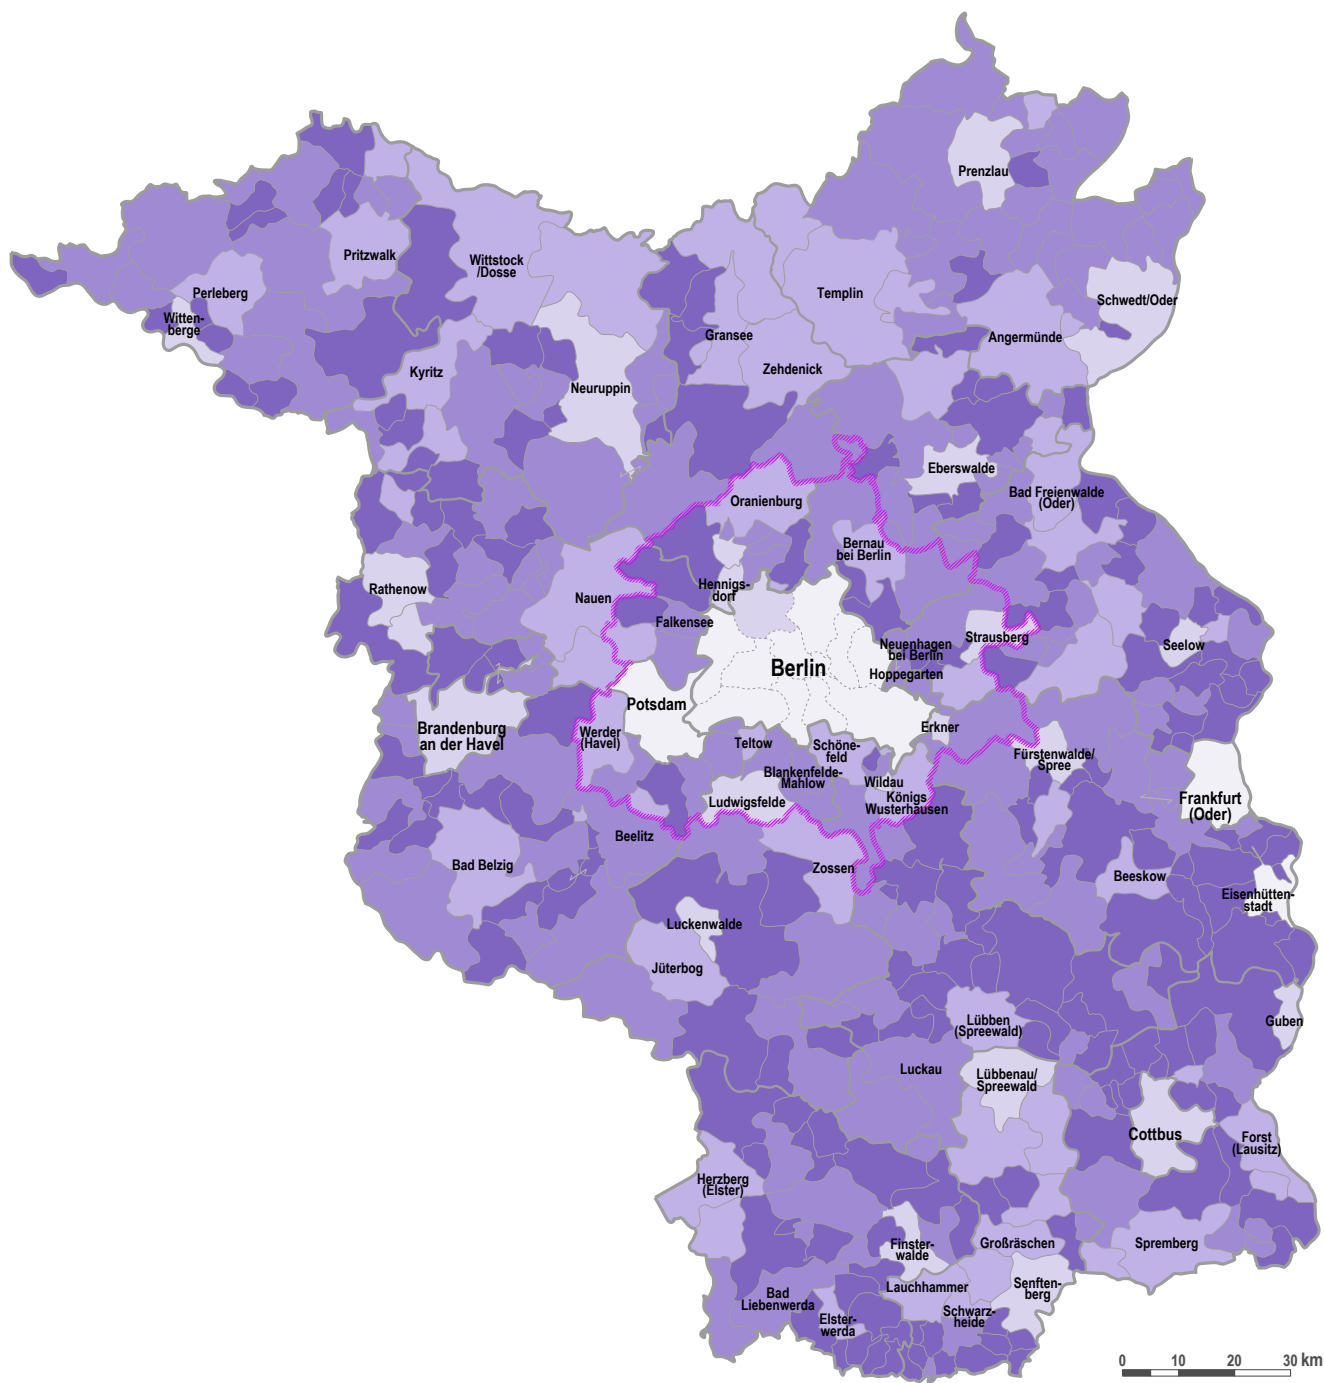 Prenzlau
Pritzwalk
Wittstock
/Dosse
Perleberg
Templin
Schwedt/Oder
Witten-
berge
Gransee
Angermünde
Kyritz
Zehdenick
Neuruppin
Eberswalde
Bad Freienwalde
(Oder)
Oranienburg
Bernau
bei Berlin
Rathenow
Hennigs-
dorf
Nauen
Falkensee
Strausberg
Neuenhagen
bei Berlin
Seelow
Berlin
Hoppegarten
Potsdam
Brandenburg
an der Havel
Werder
(Havel)
Erkner
Teltow
Schöne-
feld
Fürstenwalde/
Spree
Blankenfelde-
Mahlow
Wildau
Ludwigsfelde
Königs
Wusterhausen
Frankfurt
(Oder)
Beelitz
Bad Belzig
Zossen
Beeskow
Eisenhütten-
stadt
Luckenwalde
Jüterbog
Lübben
(Spreewald)
Guben
Luckau
Lübbenau/
Spreewald
Cottbus
Forst
(Lausitz)
Herzberg
(Elster)
Finster-
walde
Großräschen
Spremberg
Lauchhammer
Senften-
berg
Bad
Liebenwerda
Schwarz-
heide
Elster-
werda
0 10 20 30 km